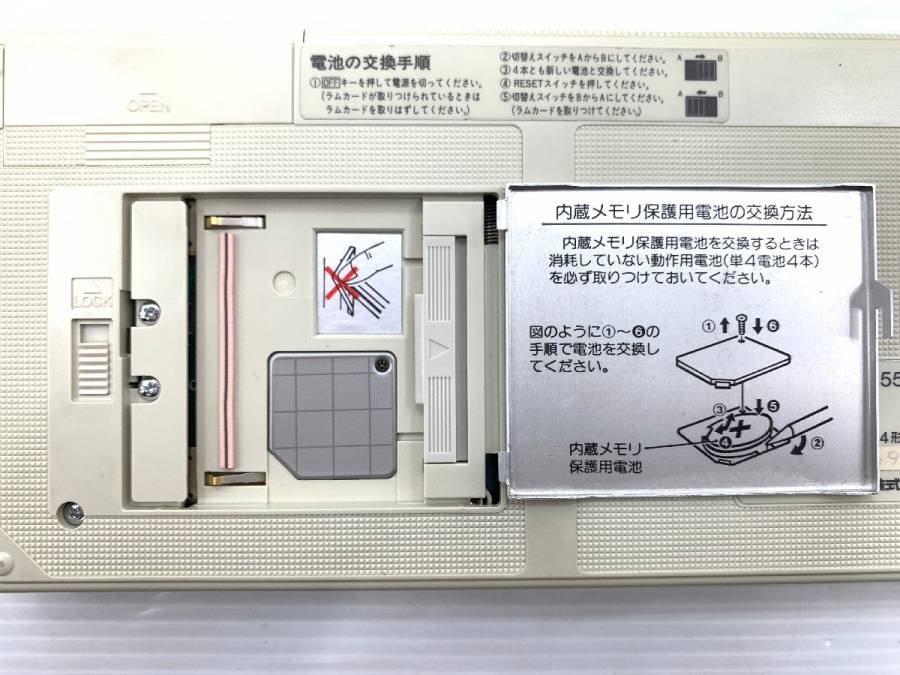 電池の交換手順
①OFFキーを押して電源を切ってください。
(ラムカードが取りつけられているときは
ラムカードを取りはずしてください。)
②切替えスイッチをAからBにしてください。
③4本とも新しい電池と交換してください。
④RESETスイッチを押してください。
⑤切替えスイッチをBからAにしてください。
(ラムカードを取りつけてください。)
A B
A B
OPEN
LOCK
内蔵メモリ保護用電池の交換方法
内蔵メモリ保護用電池を交換するときは
消耗していない動作用電池(単4電池4本)
を必ず取りつけておいてください。
図のように①〜❻の
手順で電池を交換し
てください。
① ❻
③ ❺
❹ ②
内蔵メモリ
保護用電池
55
4形